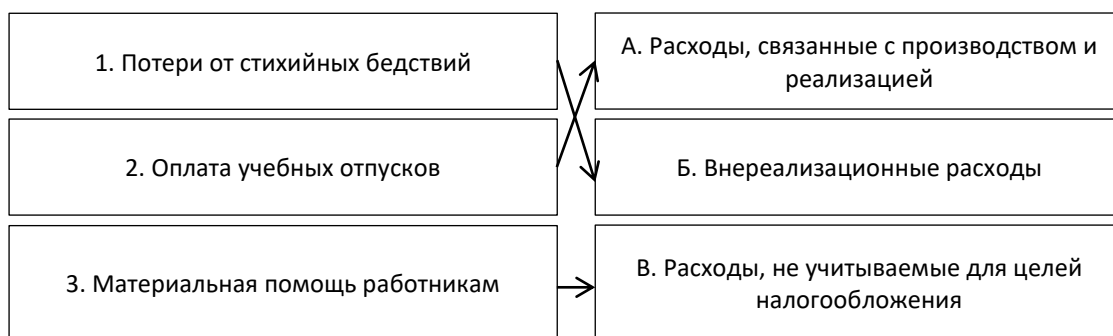 1. Потери от стихийных бедствий
А. Расходы, связанные с производством и
реализацией
2. Оплата учебных отпусков
Б. Внереализационные расходы
3. Материальная помощь работникам
В. Расходы, не учитываемые для целей
налогообложения